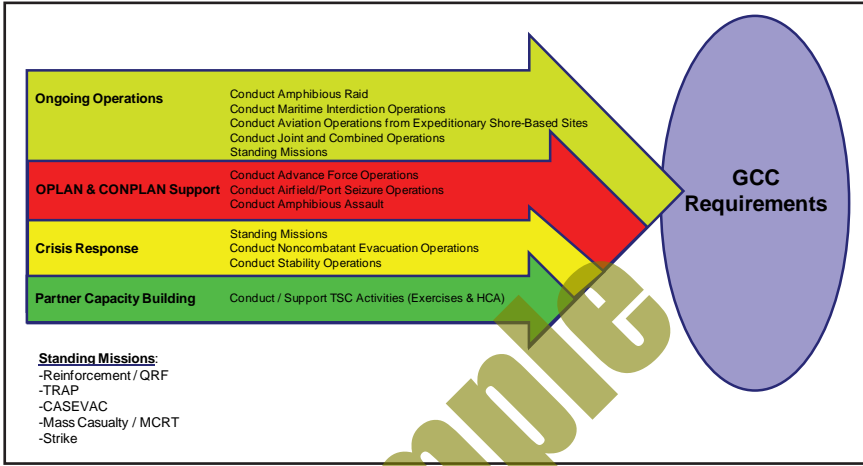 Ongoing Operations
Conduct Amphibious Raid
Conduct Maritime Interdiction Operations
Conduct Aviation Operations from Expeditionary Shore-Based Sites
Conduct Joint and Combined Operations
Standing Missions
OPLAN & CONPLAN Support
Conduct Advance Force Operations
Conduct Airfield/Port Seizure Operations
Conduct Amphibious Assault
Crisis Response
Standing Missions
Conduct Noncombatant Evacuation Operations
Conduct Stability Operations
Partner Capacity Building
Conduct / Support TSC Activities (Exercises & HCA)
GCC
Requirements
Standing Missions:
-Reinforcement / QRF
-TRAP
-CASEVAC
-Mass Casualty / MCRT
-Strike